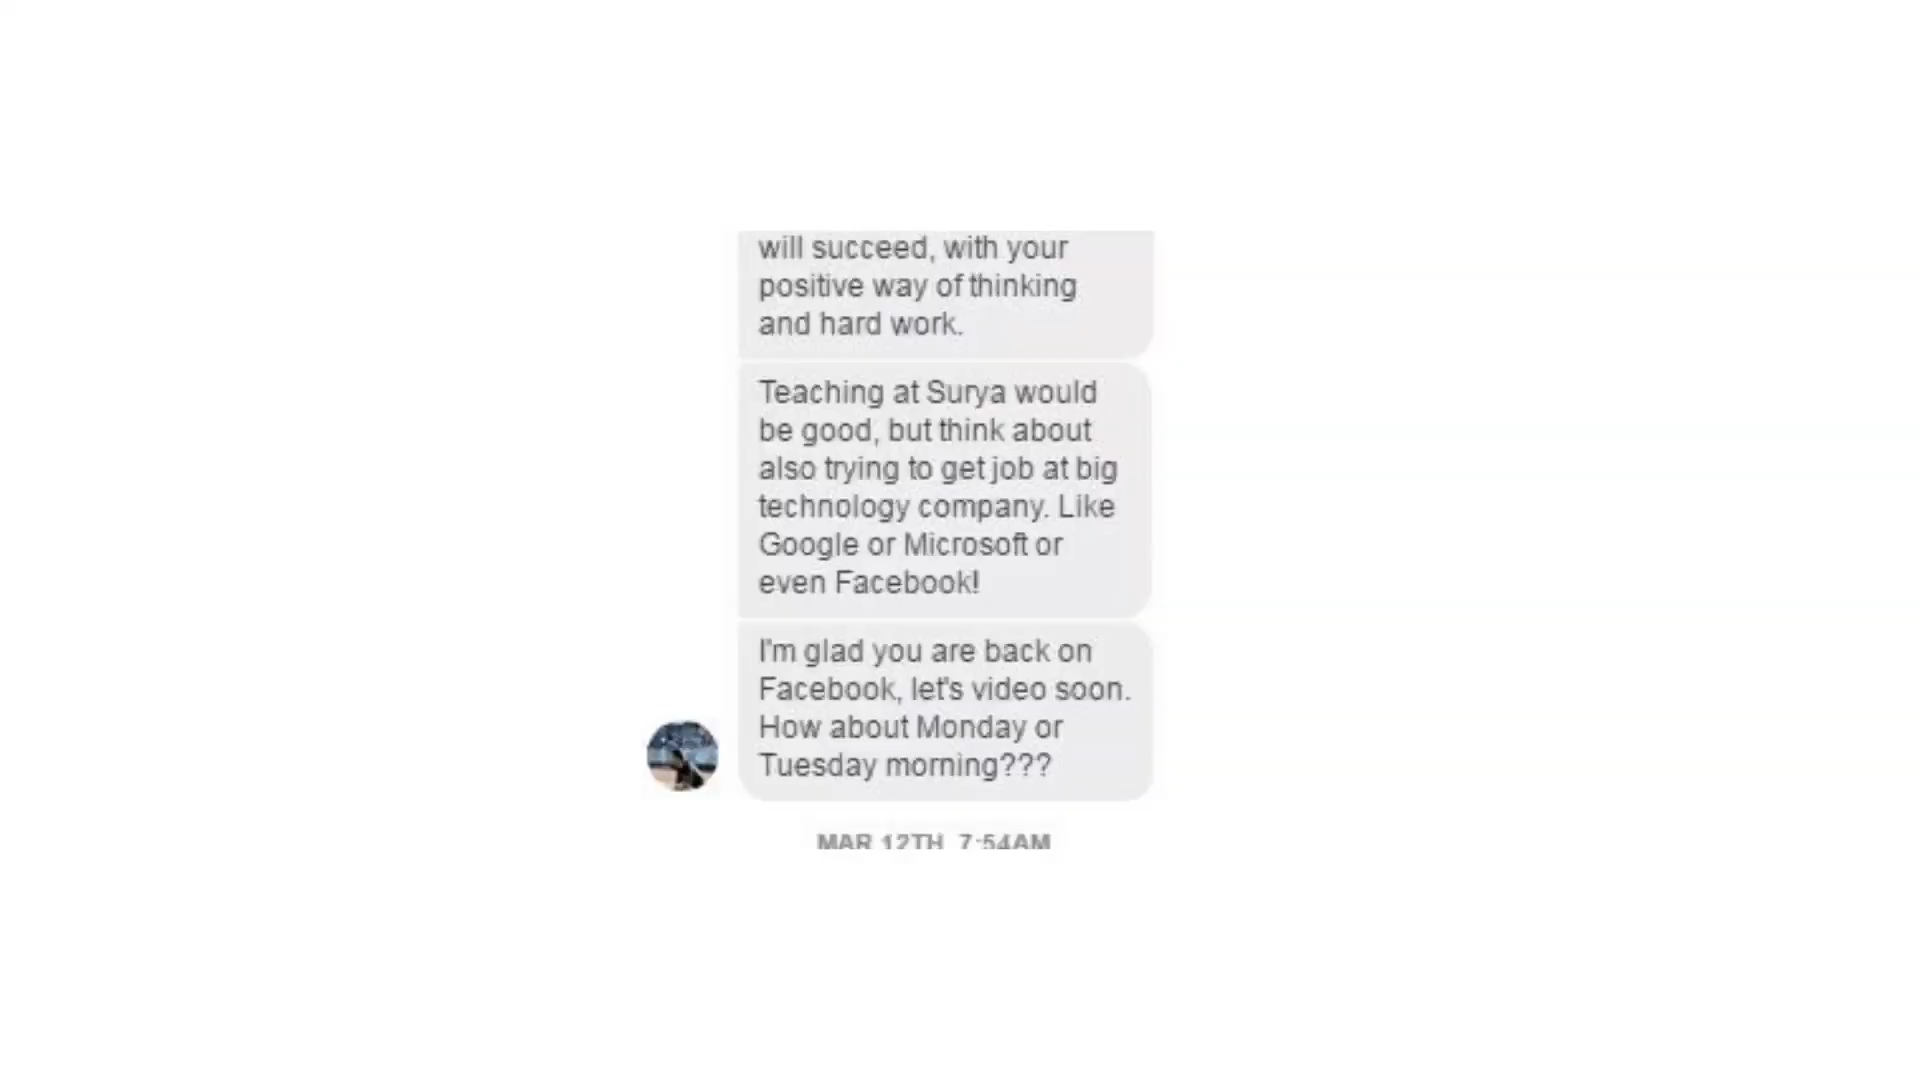 will succeed, with your
positive way of thinking
and hard work.
Teaching at Surya would
be good, but think about
also trying to get job at big
technology company. Like
Google or Microsoft or
even Facebook!
I'm glad you are back on
Facebook, let's video soon.
How about Monday or
Tuesday morning???
MAR 12TH, 7:54AM